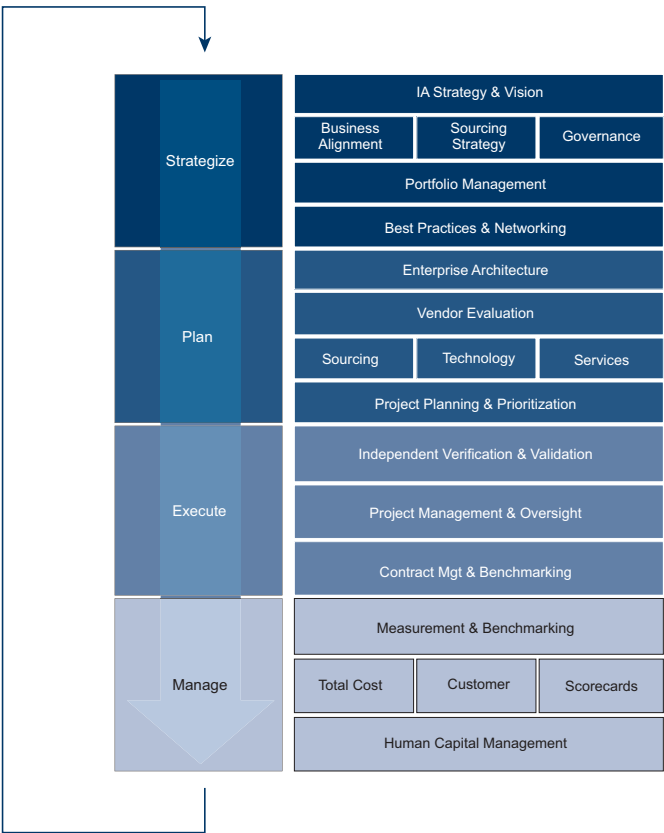 IA Strategy & Vision
Business
Alignment
Sourcing
Strategy
Governance
Strategize
Portfolio Management
Best Practices & Networking
Enterprise Architecture
Vendor Evaluation
Plan
Sourcing
Technology
Services
Project Planning & Prioritization
Independent Verification & Validation
Execute
Project Management & Oversight
Contract Mgt & Benchmarking
Measurement & Benchmarking
Manage
Total Cost
Customer
Scorecards
Human Capital Management